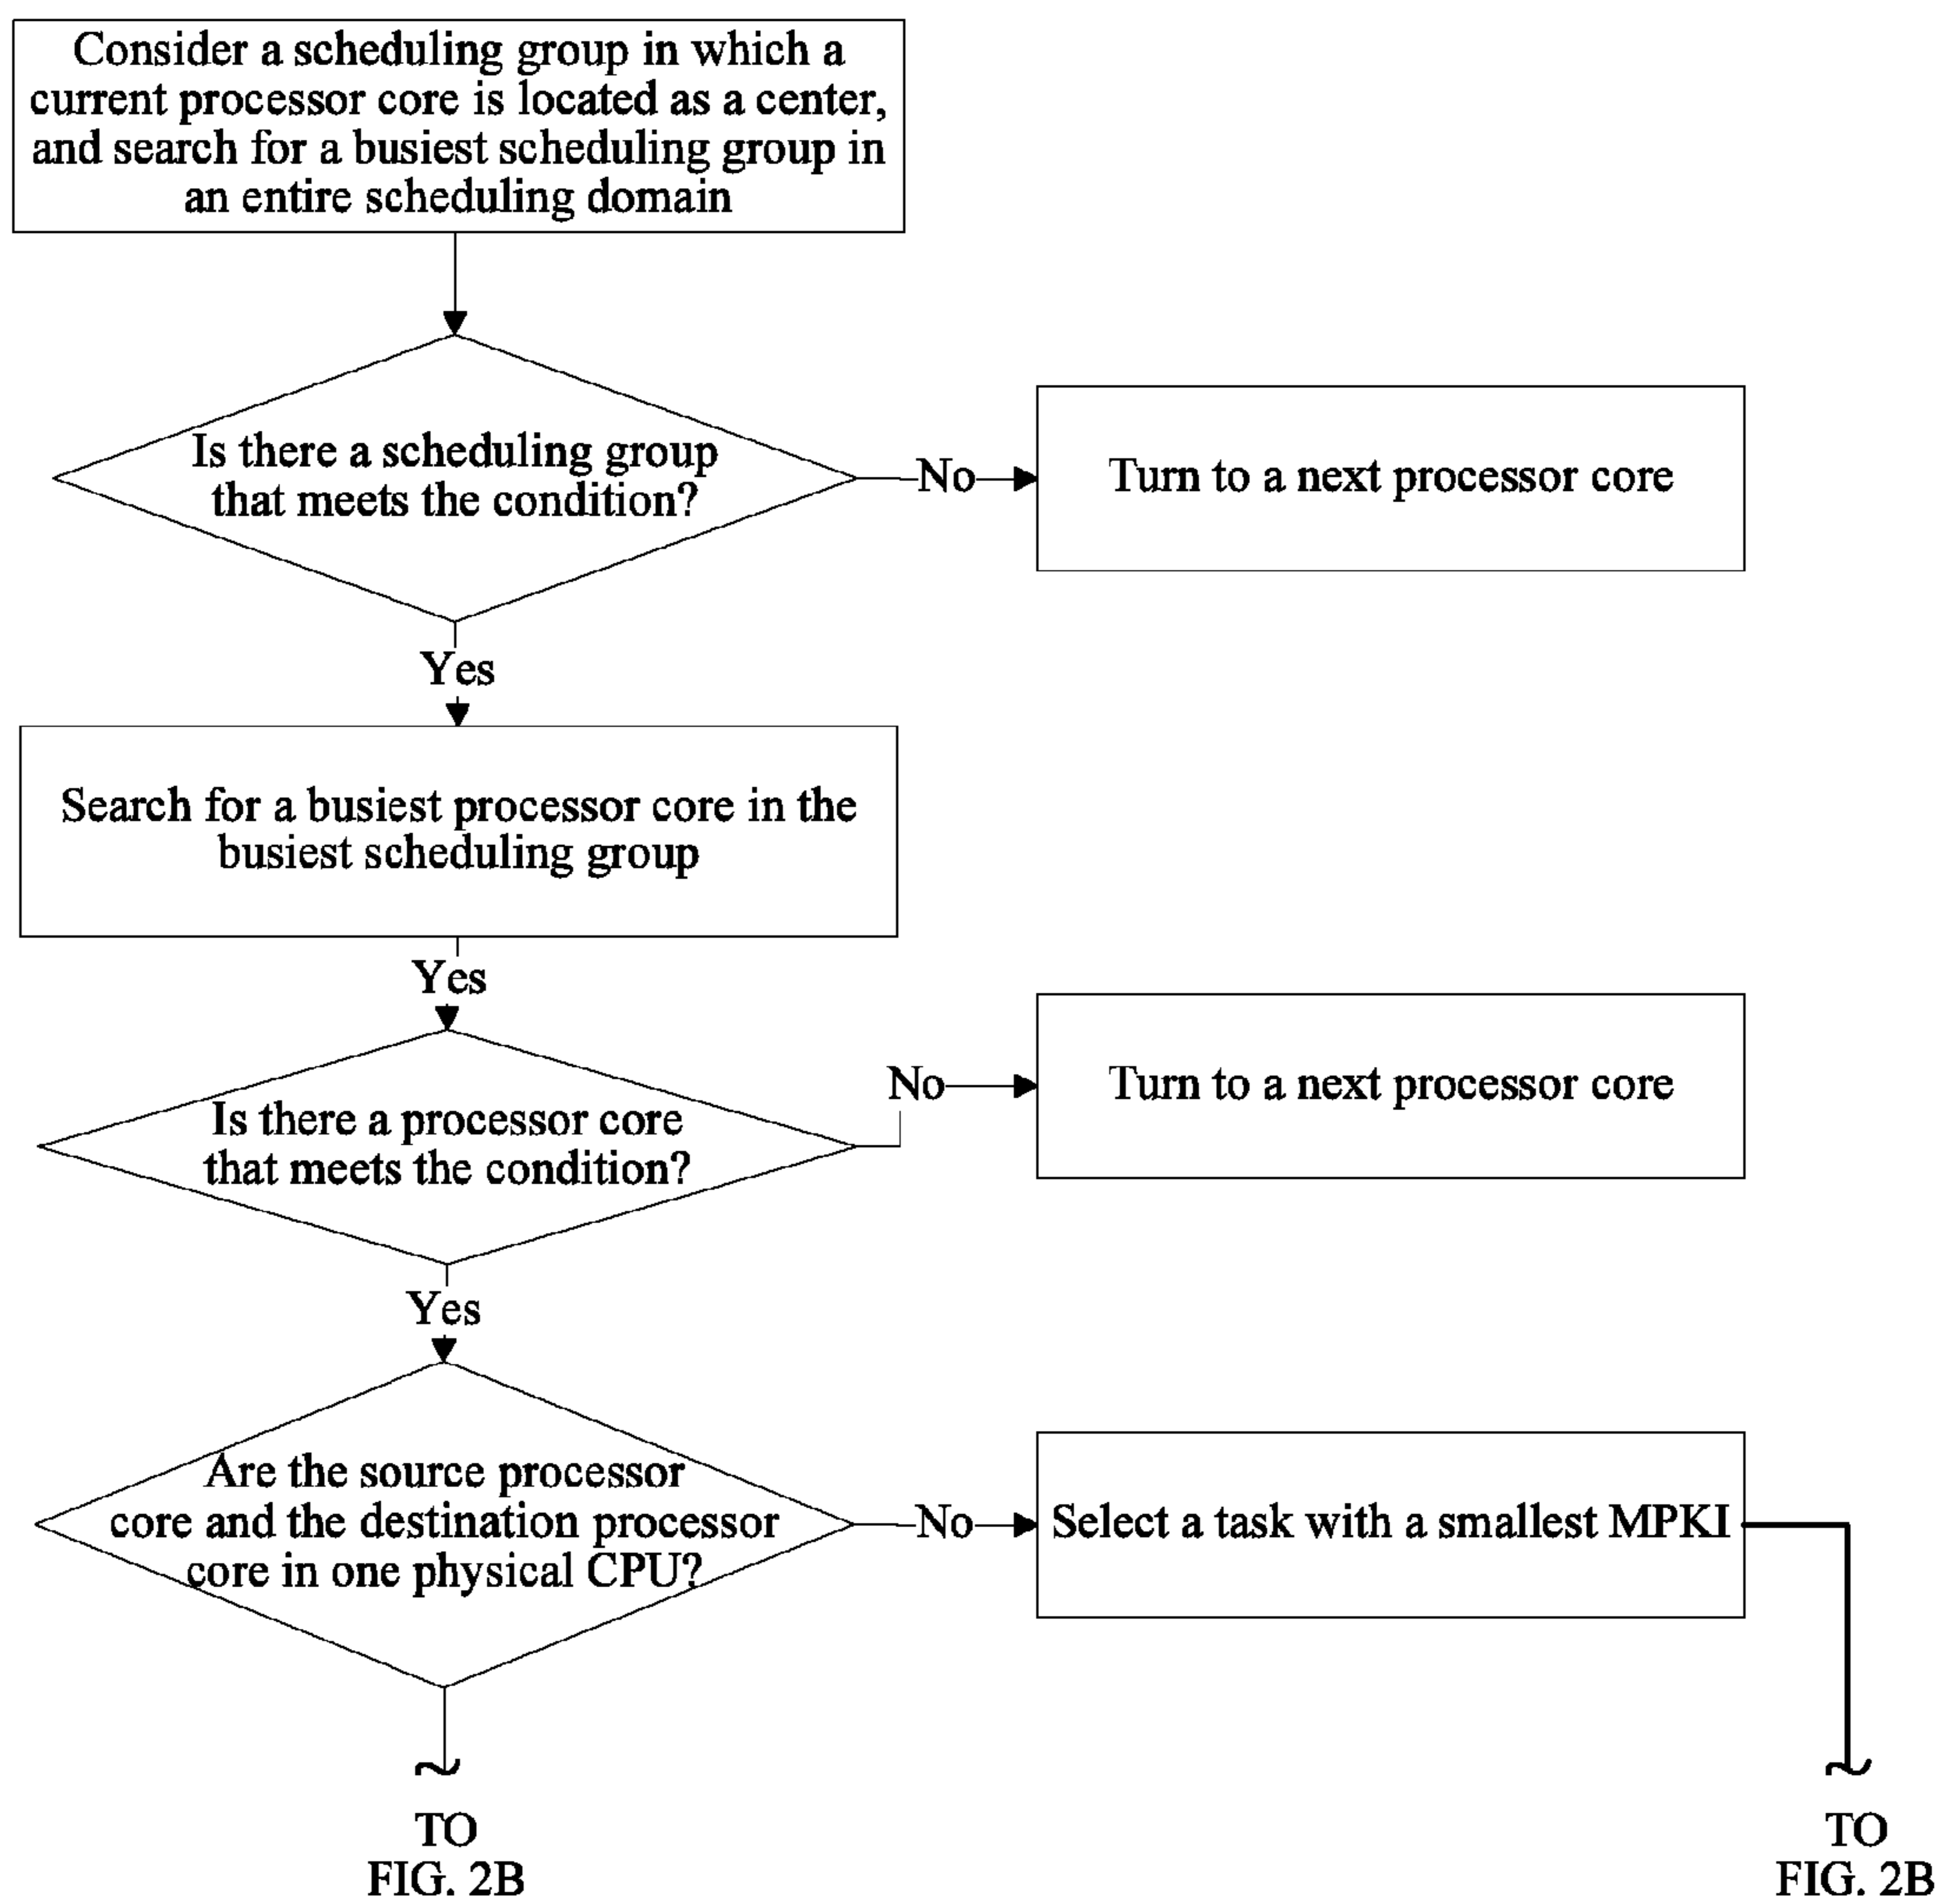 Consider a scheduling group in which a
current processor core is located as a center,
and search for a busiest scheduling group in
an entire scheduling domain
Is there a scheduling group
that meets the condition?
No
Turn to a next processor core
Yes
Search for a busiest processor core in the
busiest scheduling group
Yes
Is there a processor core
that meets the condition?
No
Turn to a next processor core
Yes
Are the source processor
core and the destination processor
core in one physical CPU?
No
Select a task with a smallest MPKI
TO
FIG. 2B
TO
FIG. 2B